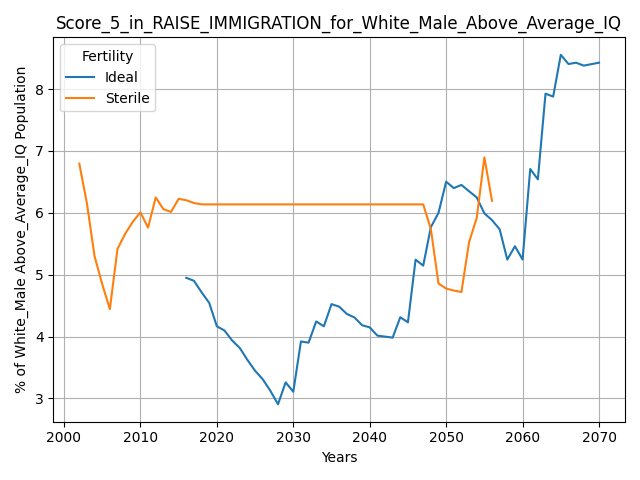 Score_5_in_RAISE_IMMIGRATION_for_White_Male_Above_Average_IQ
Fertility
Ideal
Sterile
% of White_Male Above_Average_IQ Population
8
7
6
5
4
3
2000 2010 2020 2030 2040 2050 2060 2070
Years